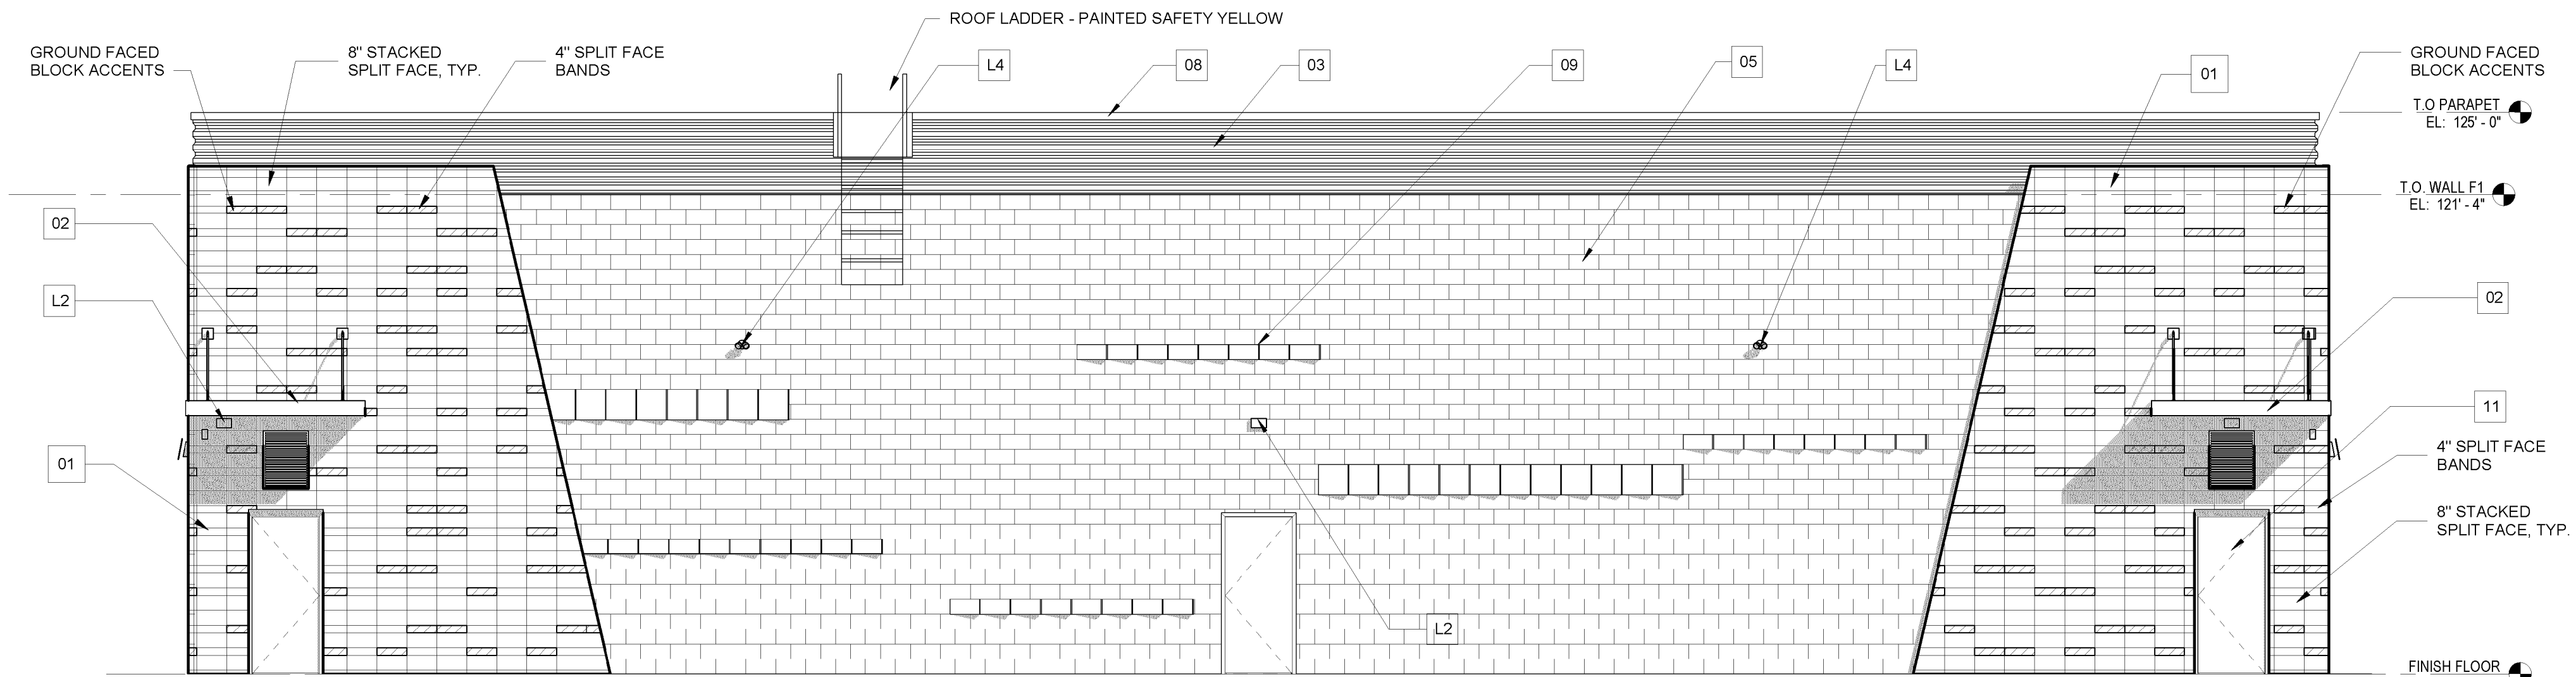 ROOF LADDER - PAINTED SAFETY YELLOW
GROUND FACED
BLOCK ACCENTS
8" STACKED
SPLIT FACE, TYP.
4" SPLIT FACE
BANDS
L4
08
03
09
05
L4
01
GROUND FACED
BLOCK ACCENTS
T.O PARAPET
EL: 125' - 0"
T.O. WALL F1
EL: 121' - 4"
02
L2
01
02
11
4" SPLIT FACE
BANDS
8" STACKED
SPLIT FACE, TYP.
L2
FINISH FLOOR